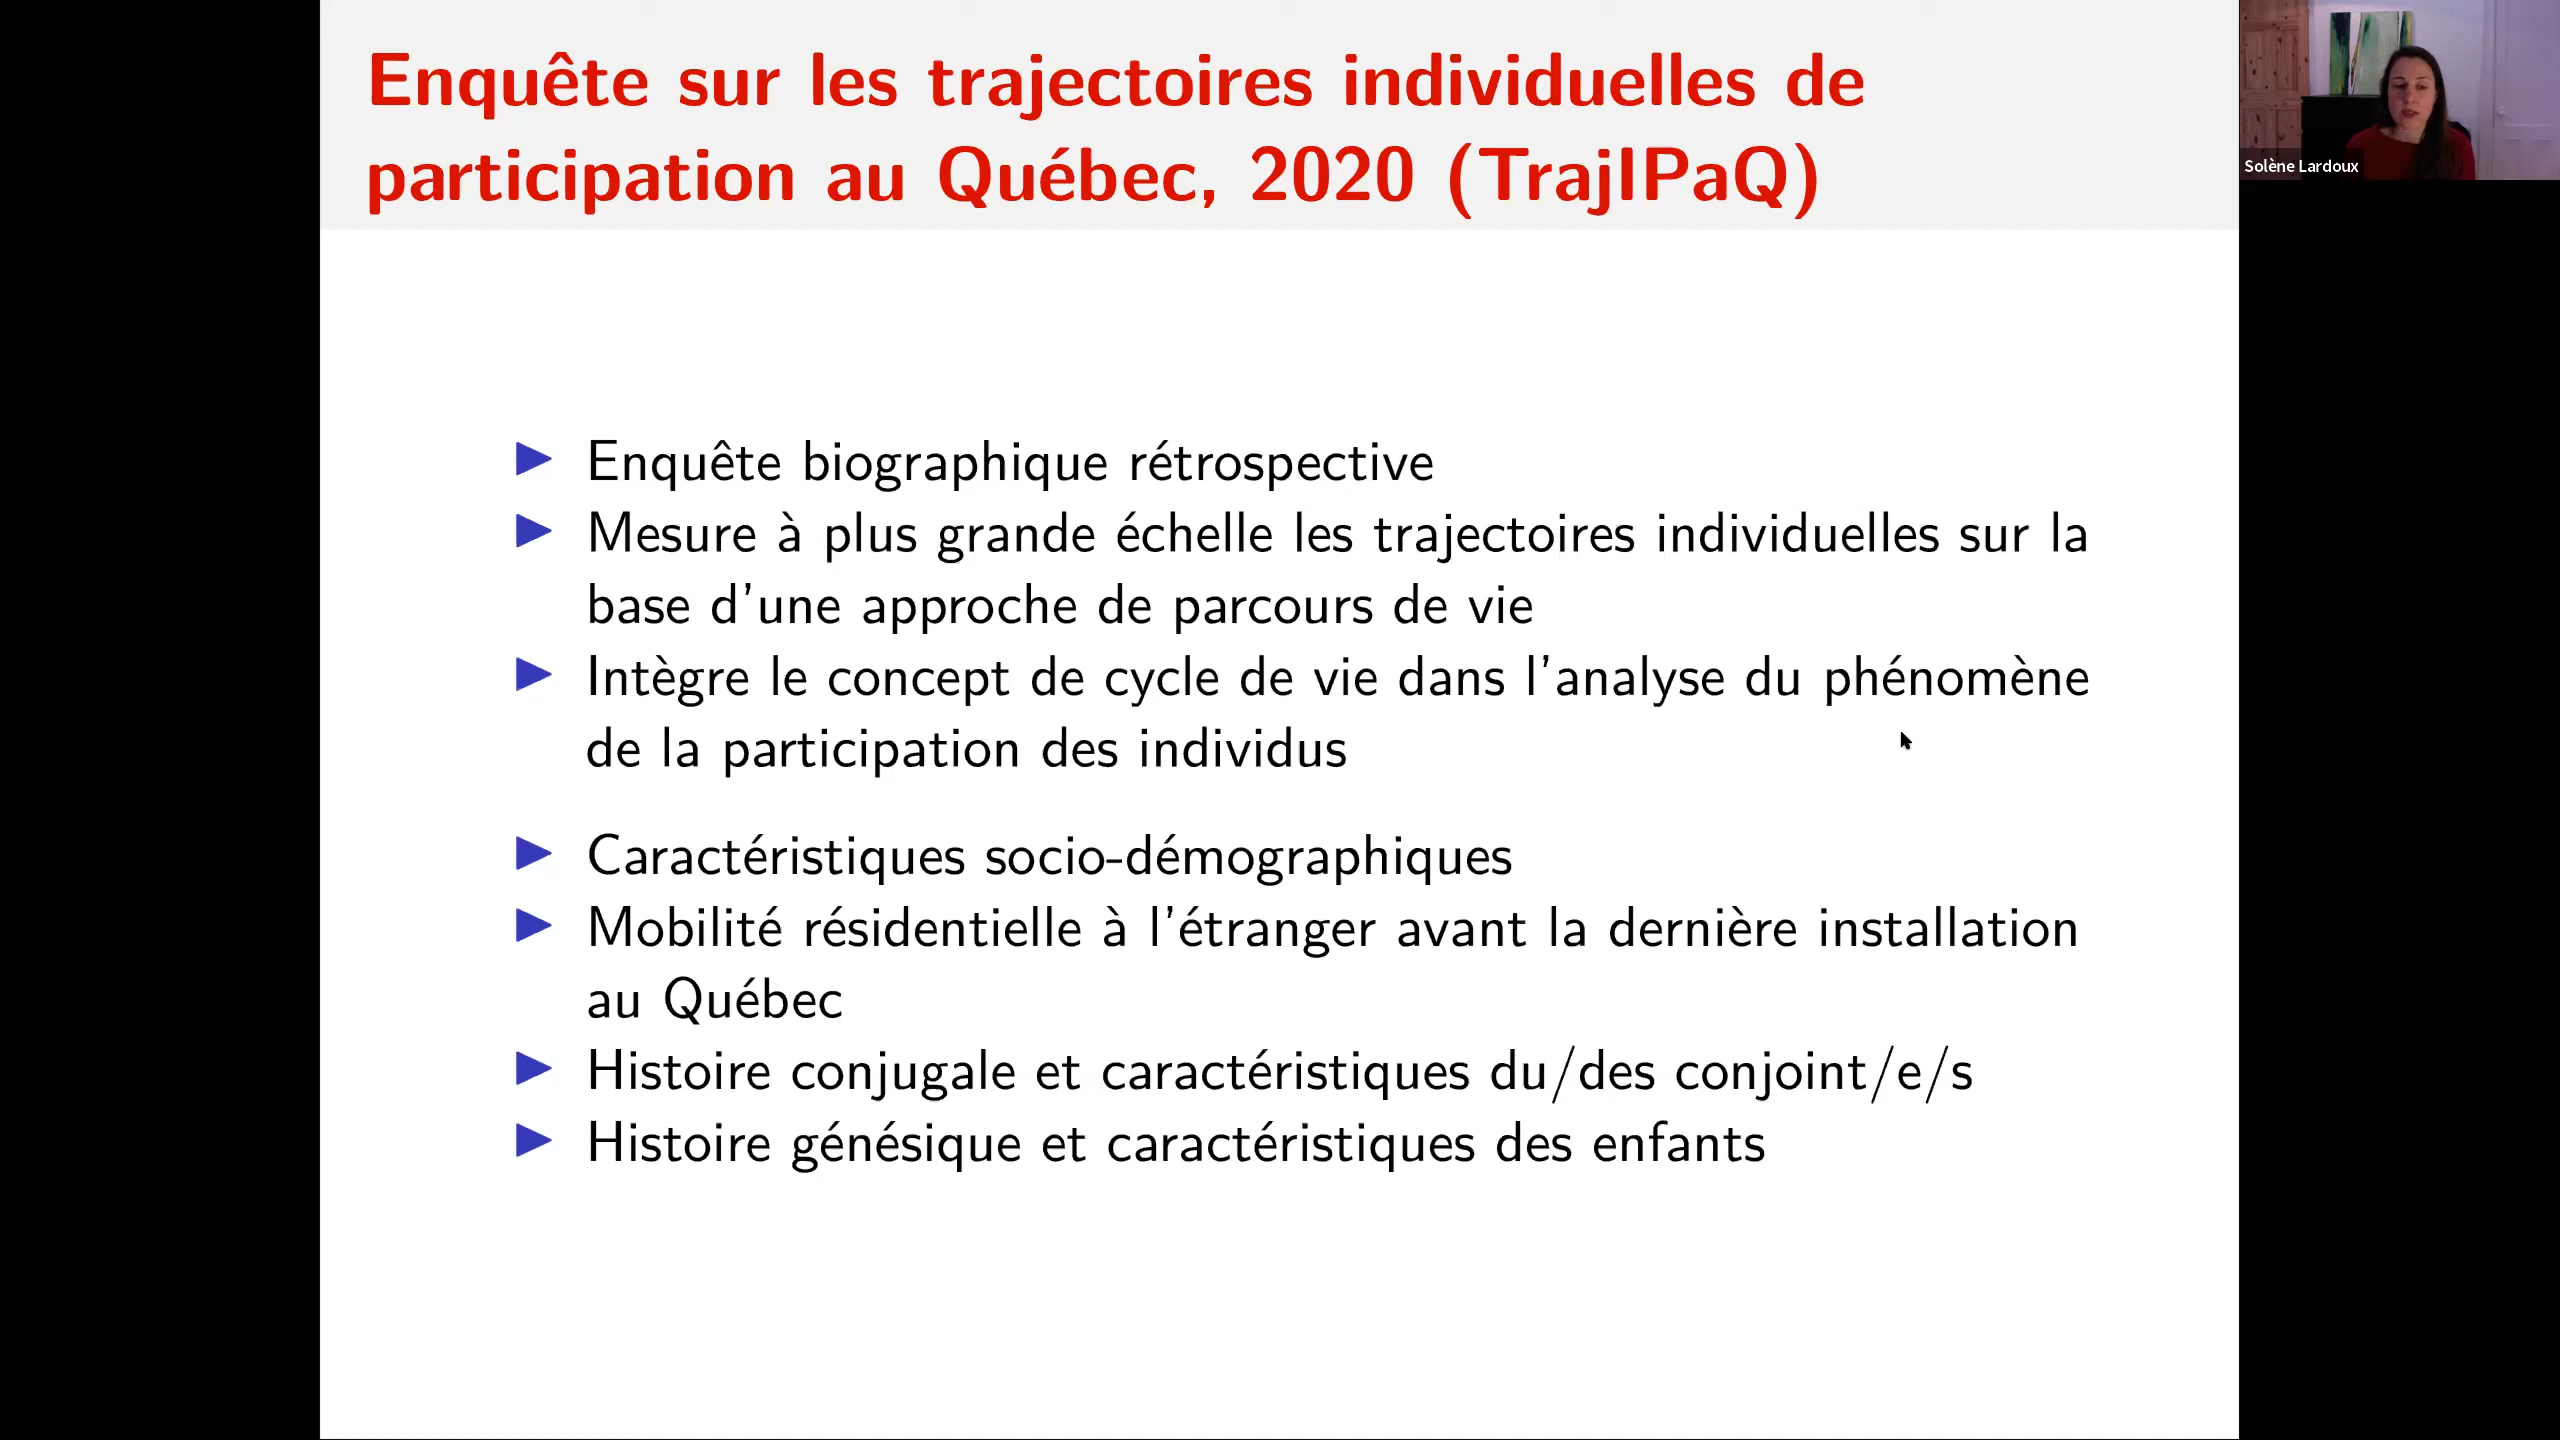 Enquête sur les trajectoires individuelles de
participation au Québec, 2020 (TrajIPaQ)
Solène Lardoux
Enquête biographique rétrospective
Mesure à plus grande échelle les trajectoires individuelles sur la
base d'une approche de parcours de vie
Intègre le concept de cycle de vie dans l'analyse du phénomène
de la participation des individus
Caractéristiques socio-démographiques
Mobilité résidentielle à l'étranger avant la dernière installation
au Québec
Histoire conjugale et caractéristiques du/des conjoint/e/s
Histoire génésique et caractéristiques des enfants